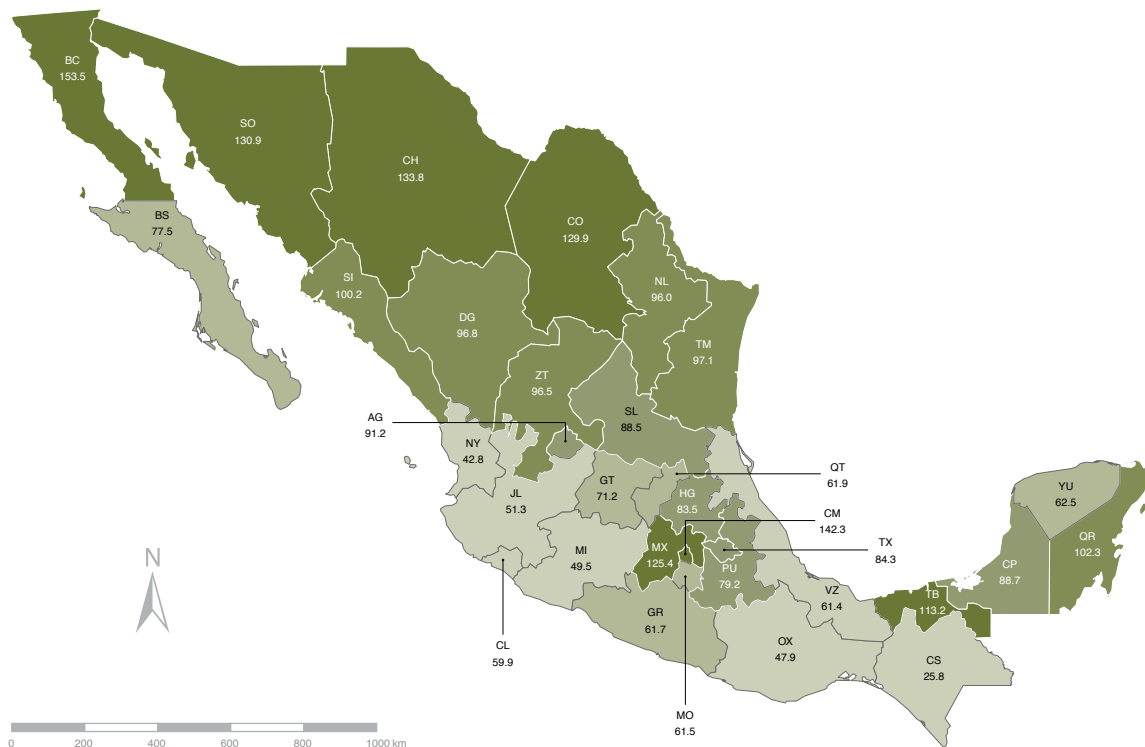 BC
153.5
SO
130.9
CH
133.8
CO
129.9
BS
77.5
SI
100.2
NL
96.0
DG
96.8
TM
97.1
ZT
96.5
AG
91.2
SL
88.5
NY
42.8
QT
61.9
GT
71.2
JL
51.3
HG
83.5
YU
62.5
CM
142.3
QR
102.3
TX
84.3
MX
125.4
MI
49.5
PU
79.2
CP
88.7
VZ
61.4
TB
113.2
GR
61.7
CL
59.9
OX
47.9
CS
25.8
MO
61.5
N
0 200 400 600 800 1000 km